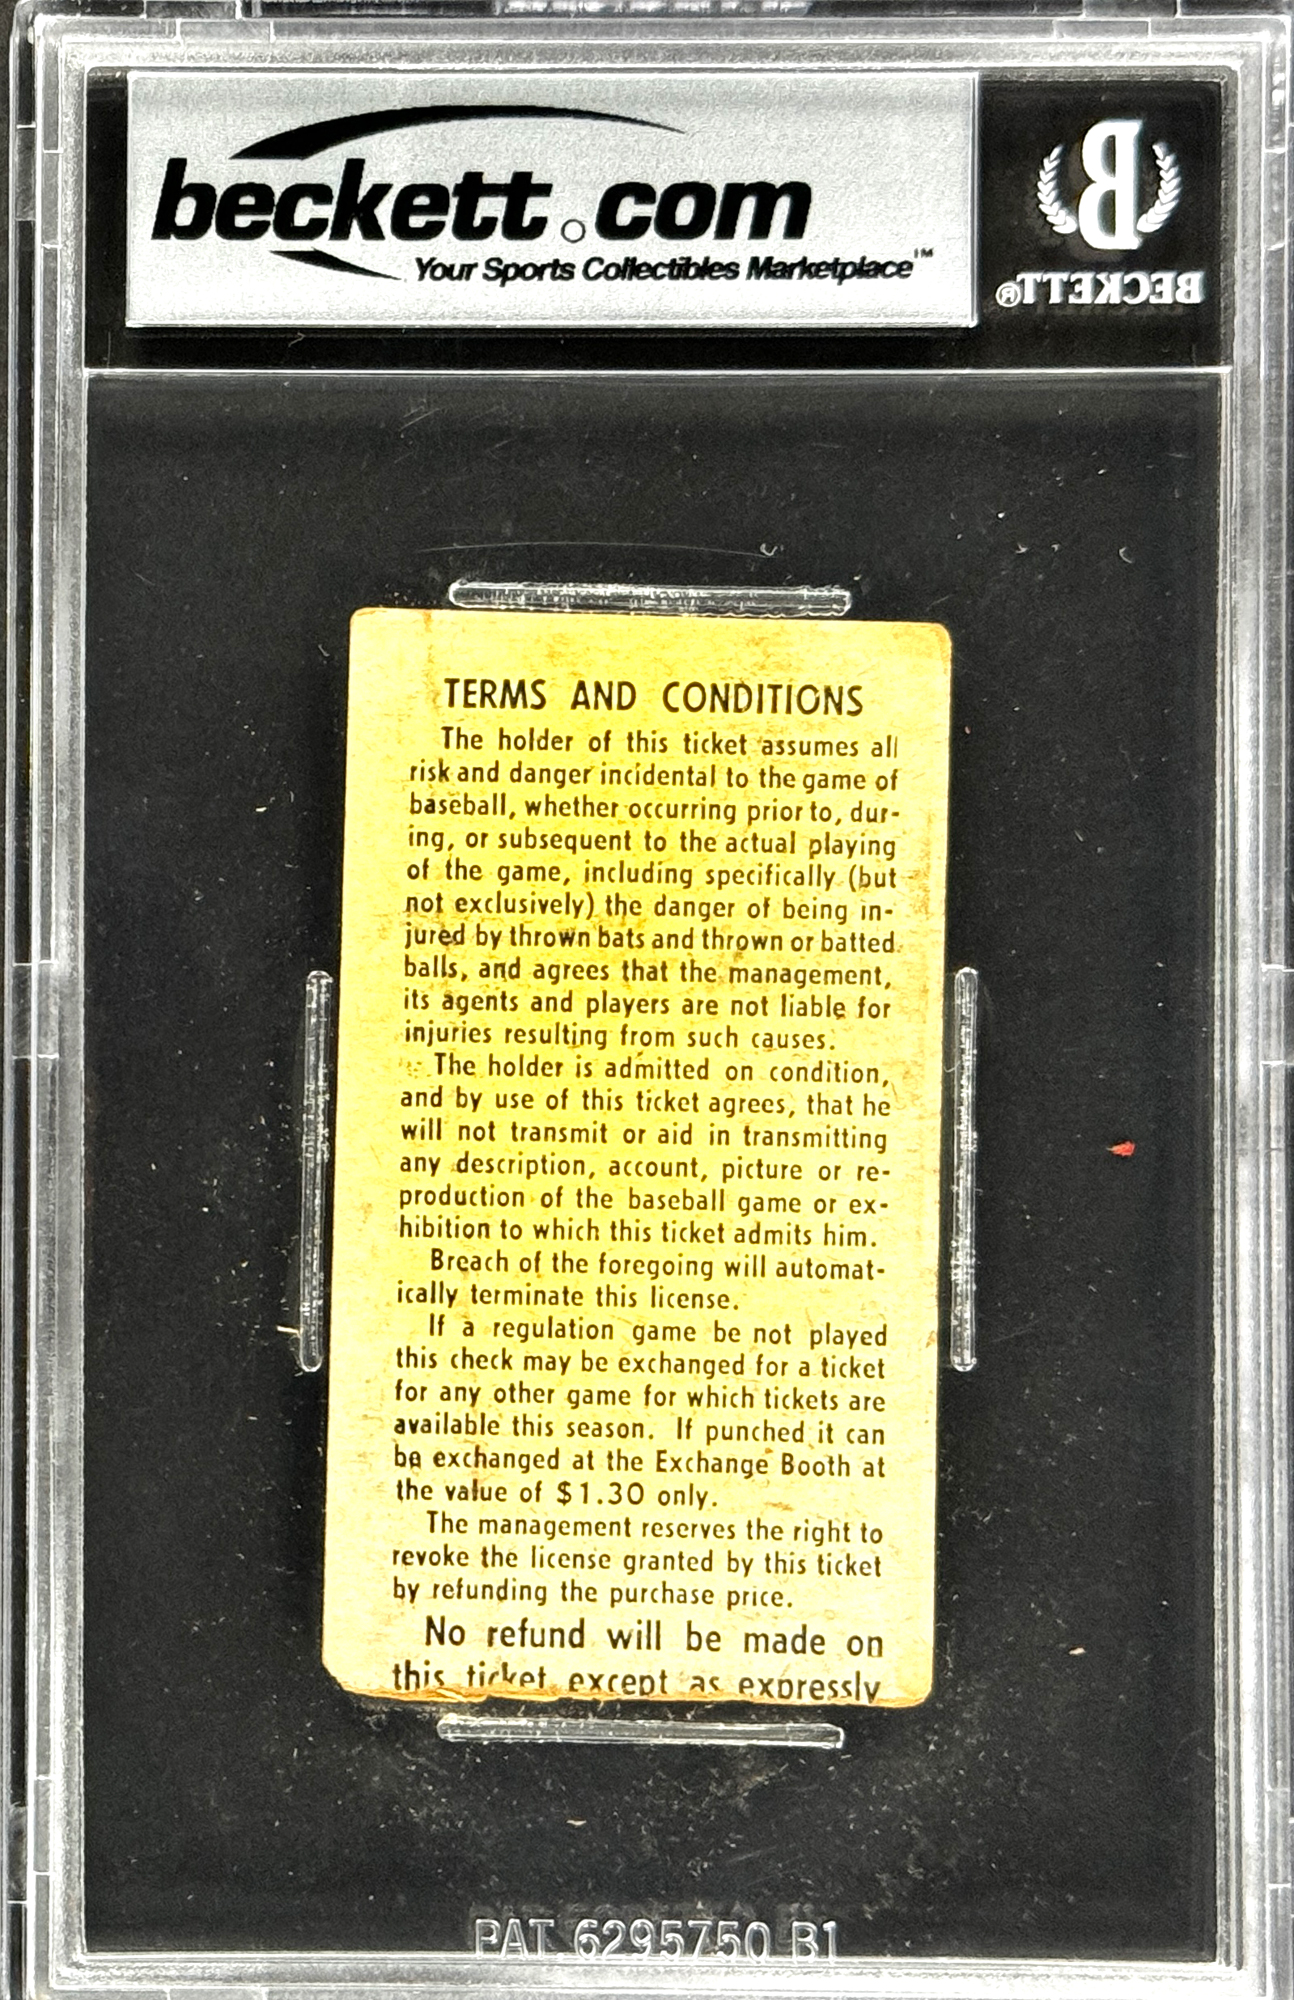 beckett.com
Your Sports Collectibles Marketplace™
B
BECKETT®
TERMS AND CONDITIONS
The holder of this ticket assumes all
risk and danger incidental to the game of
baseball, whether occurring prior to, dur-
ing, or subsequent to the actual playing
of the game, including specifically (but
not exclusively) the danger of being in-
jured by thrown bats and thrown or batted
balls, and agrees that the management,
its agents and players are not liable for
injuries resulting from such causes.
The holder is admitted on condition,
and by use of this ticket agrees, that he
will not transmit or aid in transmitting
any description, account, picture or re-
production of the baseball game or ex-
hibition to which this ticket admits him.
Breach of the foregoing will automat-
ically terminate this license.
If a regulation game be not played
this check may be exchanged for a ticket
for any other game for which tickets are
available this season. If punched it can
be exchanged at the Exchange Booth at
the value of $1.30 only.
The management reserves the right to
revoke the license granted by this ticket
by refunding the purchase price.
No refund will be made on
this ticket except as expressly
PAT 6295750 B1